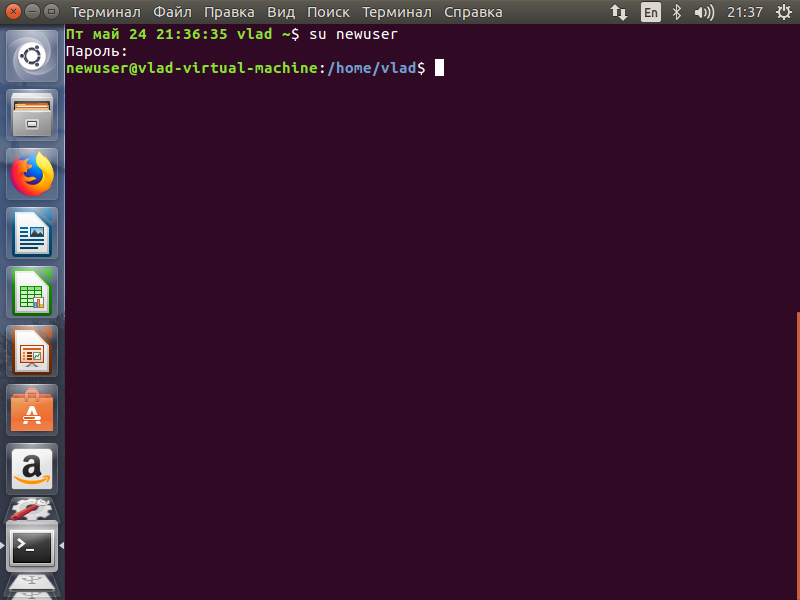 Терминал Файл Правка Вид Поиск Терминал Справка En 21:37
Пт май 24 21:36:35 vlad ~$ su newuser
Пароль:
newuser@vlad-virtual-machine:/home/vlad$
A
a
>_